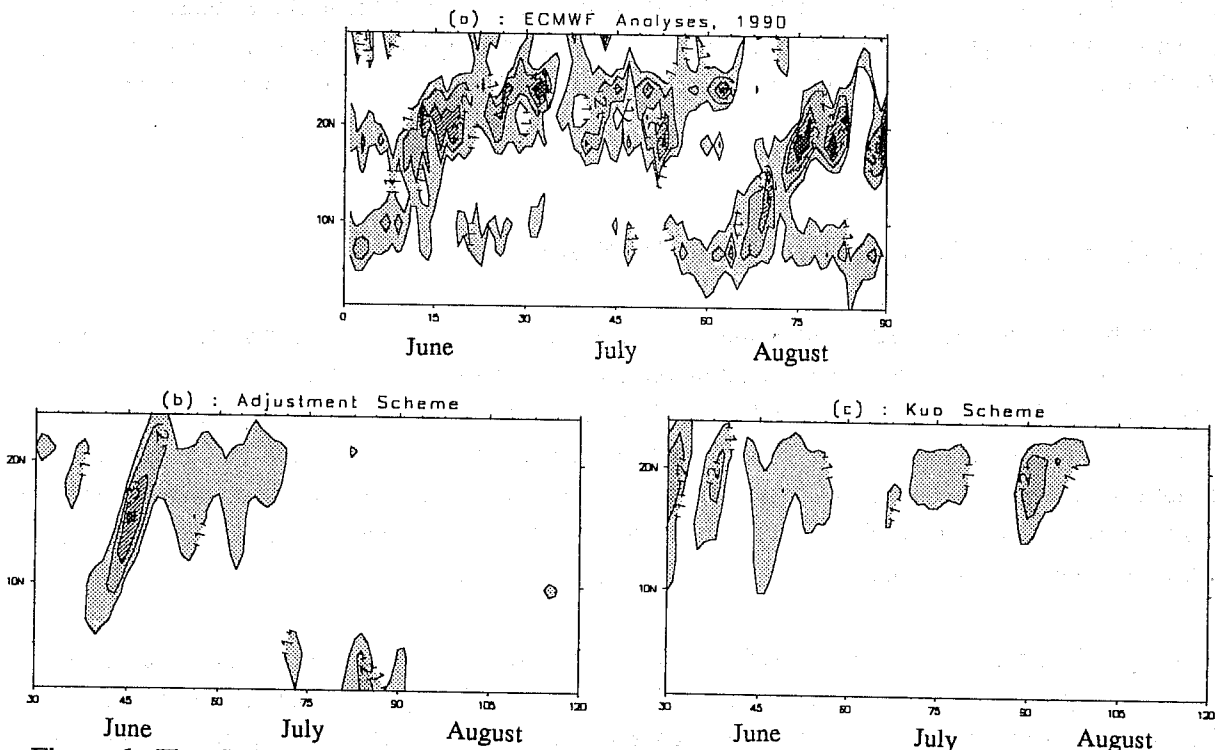 (a) : ECMWF Analyses, 1990
20N
10N
0 15 30 45 60 75 90
June July August
(b) : Adjustment Scheme
20N
10N
30 45 60 75 90 105 120
June July August
(c) : Kuo Scheme
20N
10N
30 45 60 75 90 105 120
June July August